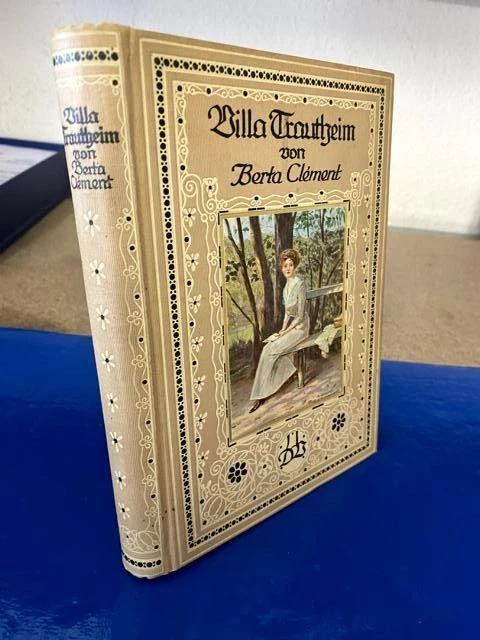 Villa
Trautheim
von
Berta
Clément
Villa Trautheim
von
Berta Clément